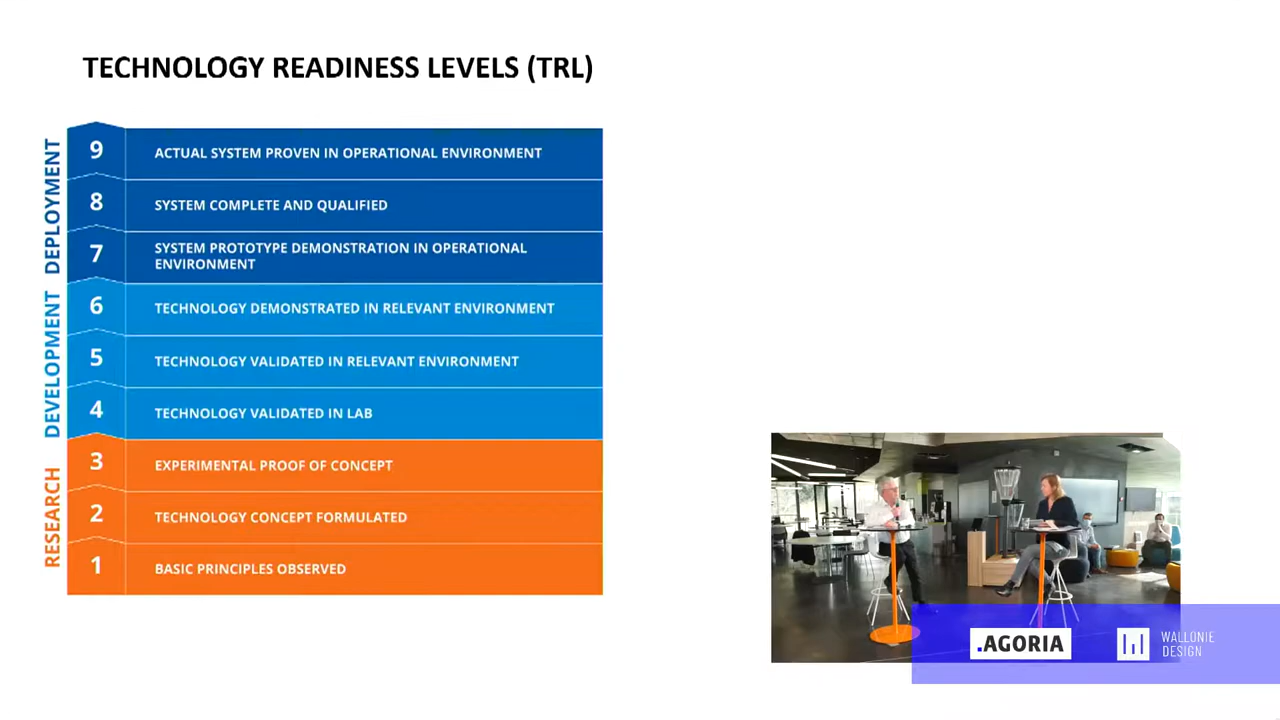 TECHNOLOGY READINESS LEVELS (TRL)
DEPLOYMENT
9 ACTUAL SYSTEM PROVEN IN OPERATIONAL ENVIRONMENT
8 SYSTEM COMPLETE AND QUALIFIED
7 SYSTEM PROTOTYPE DEMONSTRATION IN OPERATIONAL
ENVIRONMENT
DEVELOPMENT
6 TECHNOLOGY DEMONSTRATED IN RELEVANT ENVIRONMENT
5 TECHNOLOGY VALIDATED IN RELEVANT ENVIRONMENT
4 TECHNOLOGY VALIDATED IN LAB
RESEARCH
3 EXPERIMENTAL PROOF OF CONCEPT
2 TECHNOLOGY CONCEPT FORMULATED
1 BASIC PRINCIPLES OBSERVED
.AGORIA
WALLONIE
DESIGN